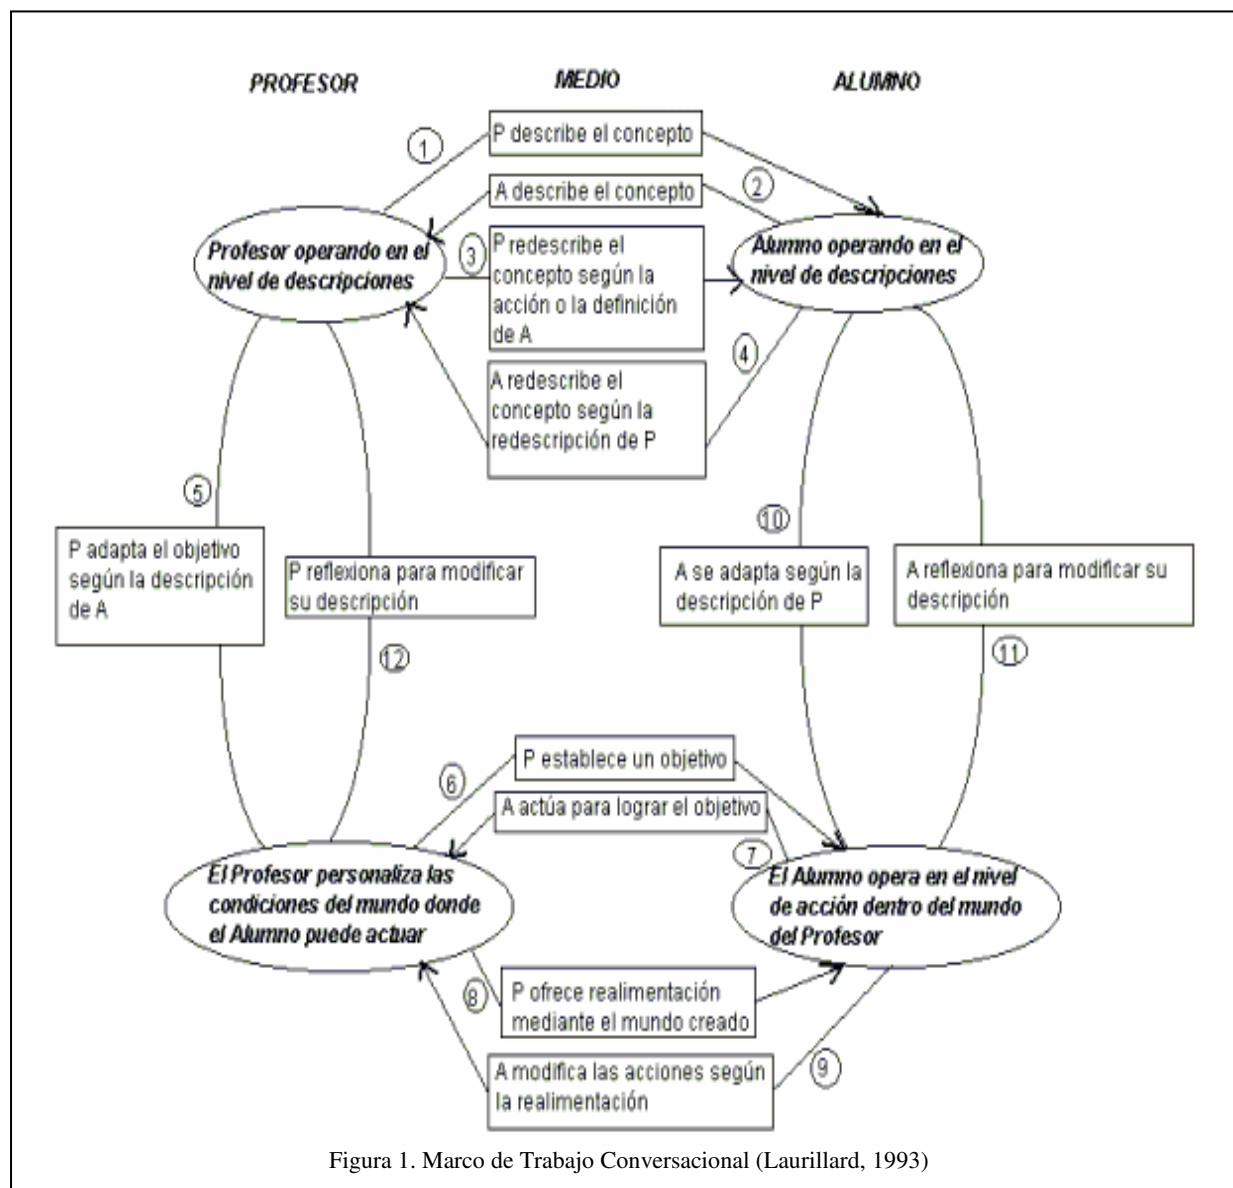 PROFESOR
MEDIO
ALUMNO
1
P describe el concepto
2
A describe el concepto
Profesor operando en el
nivel de descripciones
3
P redescribe el
concepto según la
acción o la definición
de A
Alumno operando en el
nivel de descripciones
4
A redescribe el
concepto según la
redescripción de P
5
P adapta el objetivo
según la descripción
de A
P reflexiona para modificar
su descripción
12
10
A se adapta según la
descripción de P
A reflexiona para modificar su
descripción
11
6
P establece un objetivo
A actúa para lograr el objetivo
7
El Profesor personaliza las
condiciones del mundo donde
el Alumno puede actuar
El Alumno opera en el nivel
de acción dentro del mundo
del Profesor
8
P ofrece realimentación
mediante el mundo creado
9
A modifica las acciones según
la realimentación
Figura 1. Marco de Trabajo Conversacional (Laurillard, 1993)